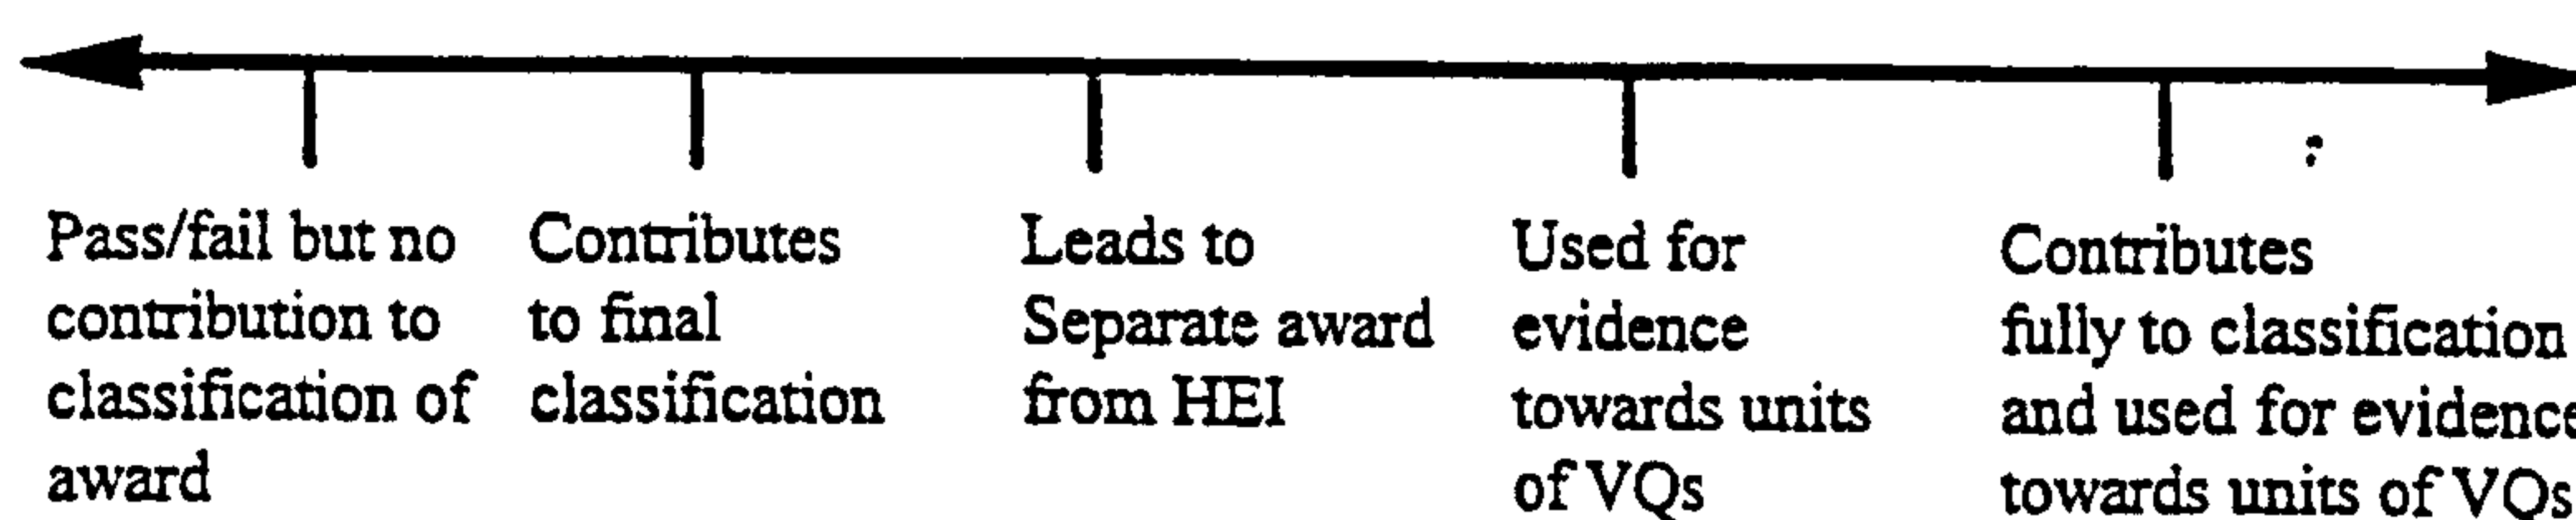 Pass/fail but no
contribution to
classification of
award
Contributes
to final
classification
Leads to
Separate award
from HEI
Used for
evidence
towards units
of VQs
Contributes
fully to classification
and used for evidence
towards units of VQs